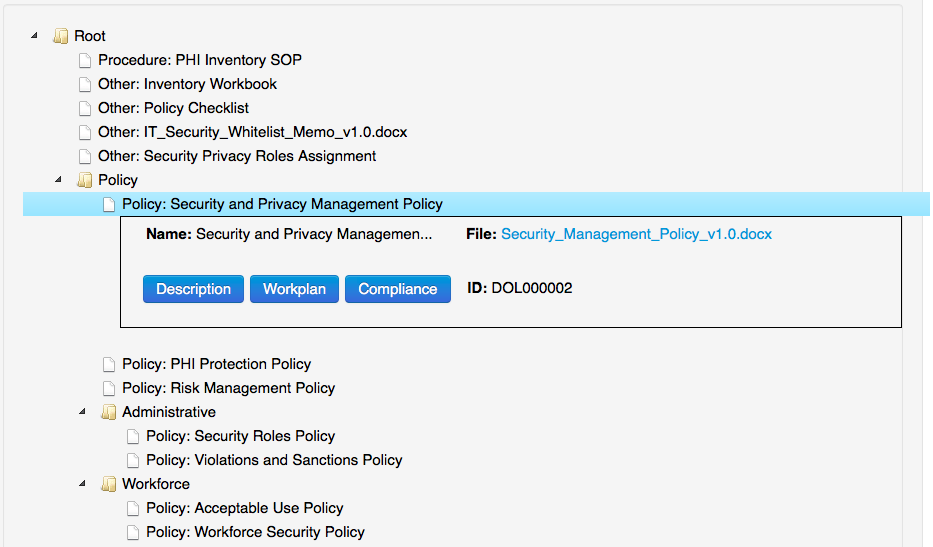 Root
Procedure: PHI Inventory SOP
Other: Inventory Workbook
Other: Policy Checklist
Other: IT_Security_Whitelist_Memo_v1.0.docx
Other: Security Privacy Roles Assignment
Policy
Policy: Security and Privacy Management Policy
Name: Security and Privacy Managemen... File: Security_Management_Policy_v1.0.docx
Description Workplan Compliance ID: DOL000002
Policy: PHI Protection Policy
Policy: Risk Management Policy
Administrative
Policy: Security Roles Policy
Policy: Violations and Sanctions Policy
Workforce
Policy: Acceptable Use Policy
Policy: Workforce Security Policy